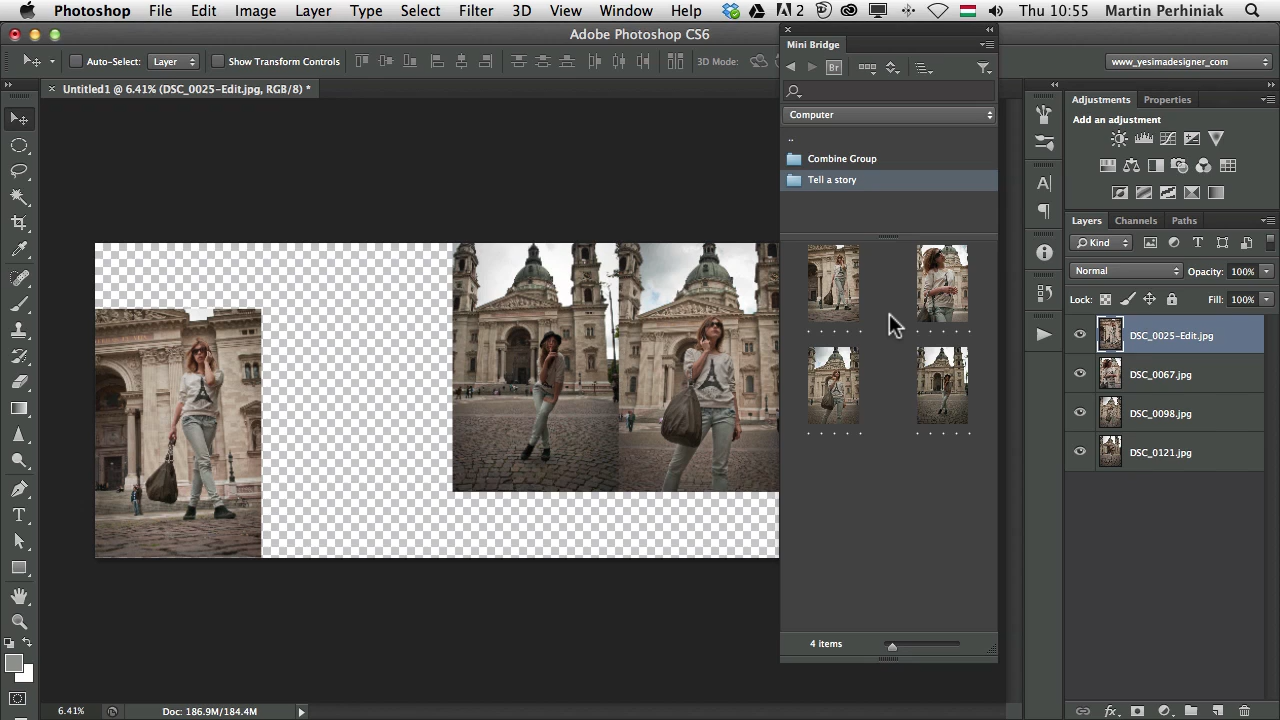 Photoshop File Edit Image Layer Type Select Filter 3D View Window Help 2 Thu 10:55 Martin Perhiniak
Adobe Photoshop CS6
Auto-Select: Layer Show Transform Controls 3D Mode: www_yesimadesigner_com
Untitled1 @ 6.41% (DSC_0025-Edit.jpg, RGB/8) *
Mini Bridge
Br
Computer
..
Combine Group
Tell a story
4 items
Adjustments Properties
Add an adjustment
Layers Channels Paths
Kind
Normal Opacity: 100%
Lock: Fill: 100%
DSC_0025-Edit.jpg
DSC_0067.jpg
DSC_0098.jpg
DSC_0121.jpg
6.41% Doc: 186.9M/184.4M